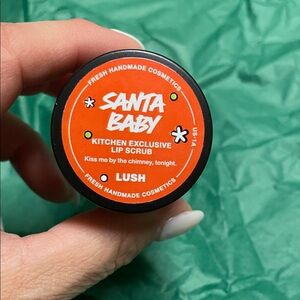 FRESH HANDMADE COSMETICS
SANTA
BABY
KITCHEN EXCLUSIVE
LIP SCRUB
Kiss me by the chimney, tonight.
LUSH
FRESH HANDMADE COSMETICS